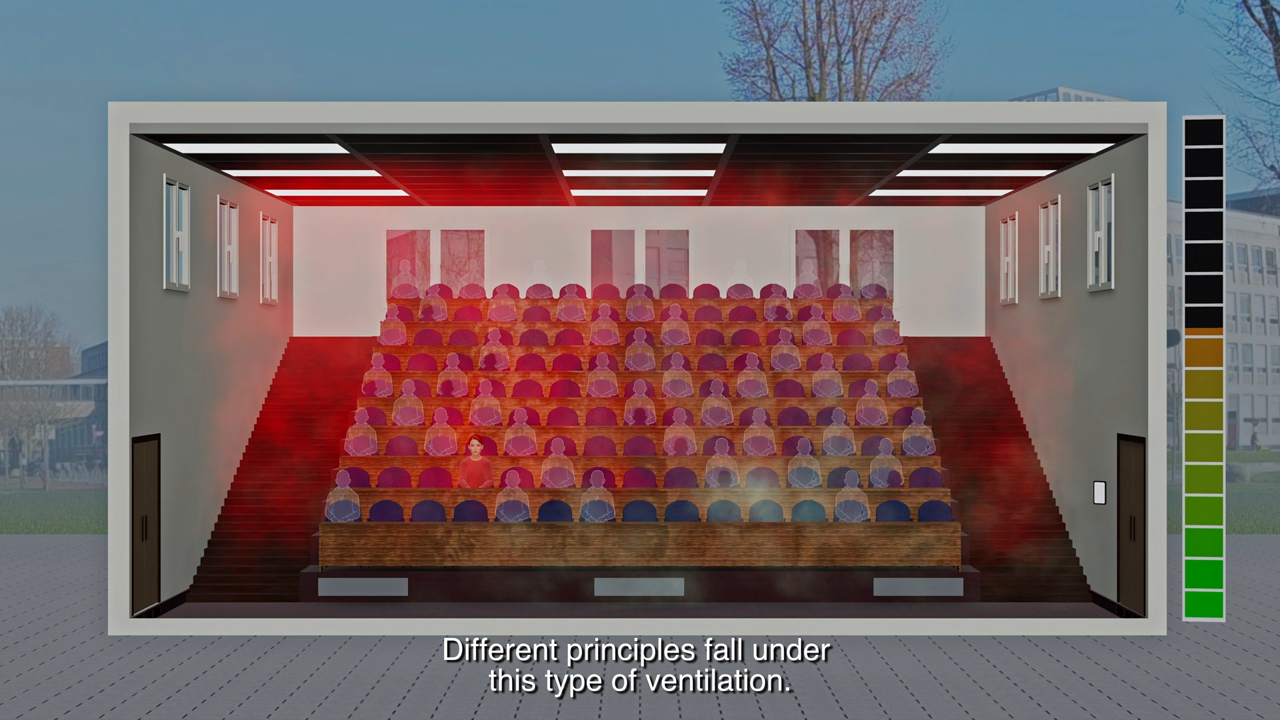 Different principles fall under
this type of ventilation.